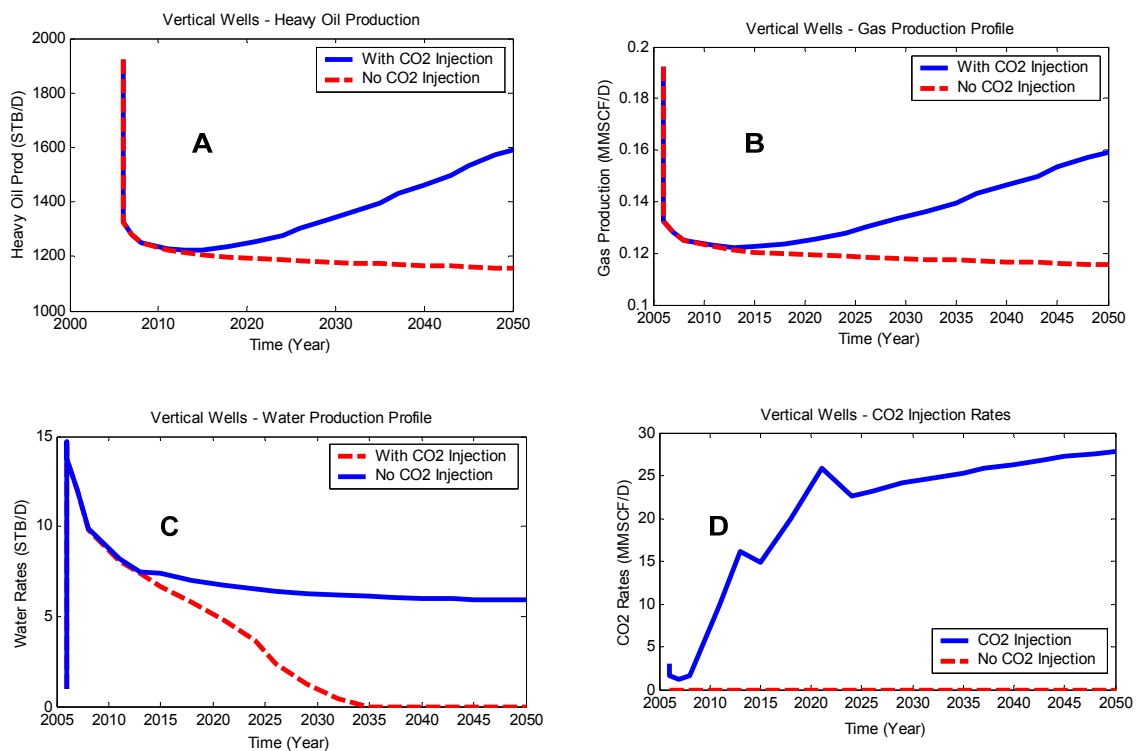 Vertical Wells - Heavy Oil Production
2000
1800
1600
1400
1200
1000
Heavy Oil Prod (STB/D)
With CO2 Injection
No CO2 Injection
A
2000 2010 2020 2030 2040 2050
Time (Year)
Vertical Wells - Gas Production Profile
0.2
0.18
0.16
0.14
0.12
0.1
Gas Production (MMSCF/D)
With CO2 Injection
No CO2 Injection
B
2005 2010 2015 2020 2025 2030 2035 2040 2045 2050
Time (Year)
Vertical Wells - Water Production Profile
15
10
5
0
Water Rates (STB/D)
With CO2 Injection
No CO2 Injection
C
2005 2010 2015 2020 2025 2030 2035 2040 2045 2050
Time (Year)
Vertical Wells - CO2 Injection Rates
30
25
20
15
10
5
0
CO2 Rates (MMSCF/D)
D
CO2 Injection
No CO2 Injection
2005 2010 2015 2020 2025 2030 2035 2040 2045 2050
Time (Year)